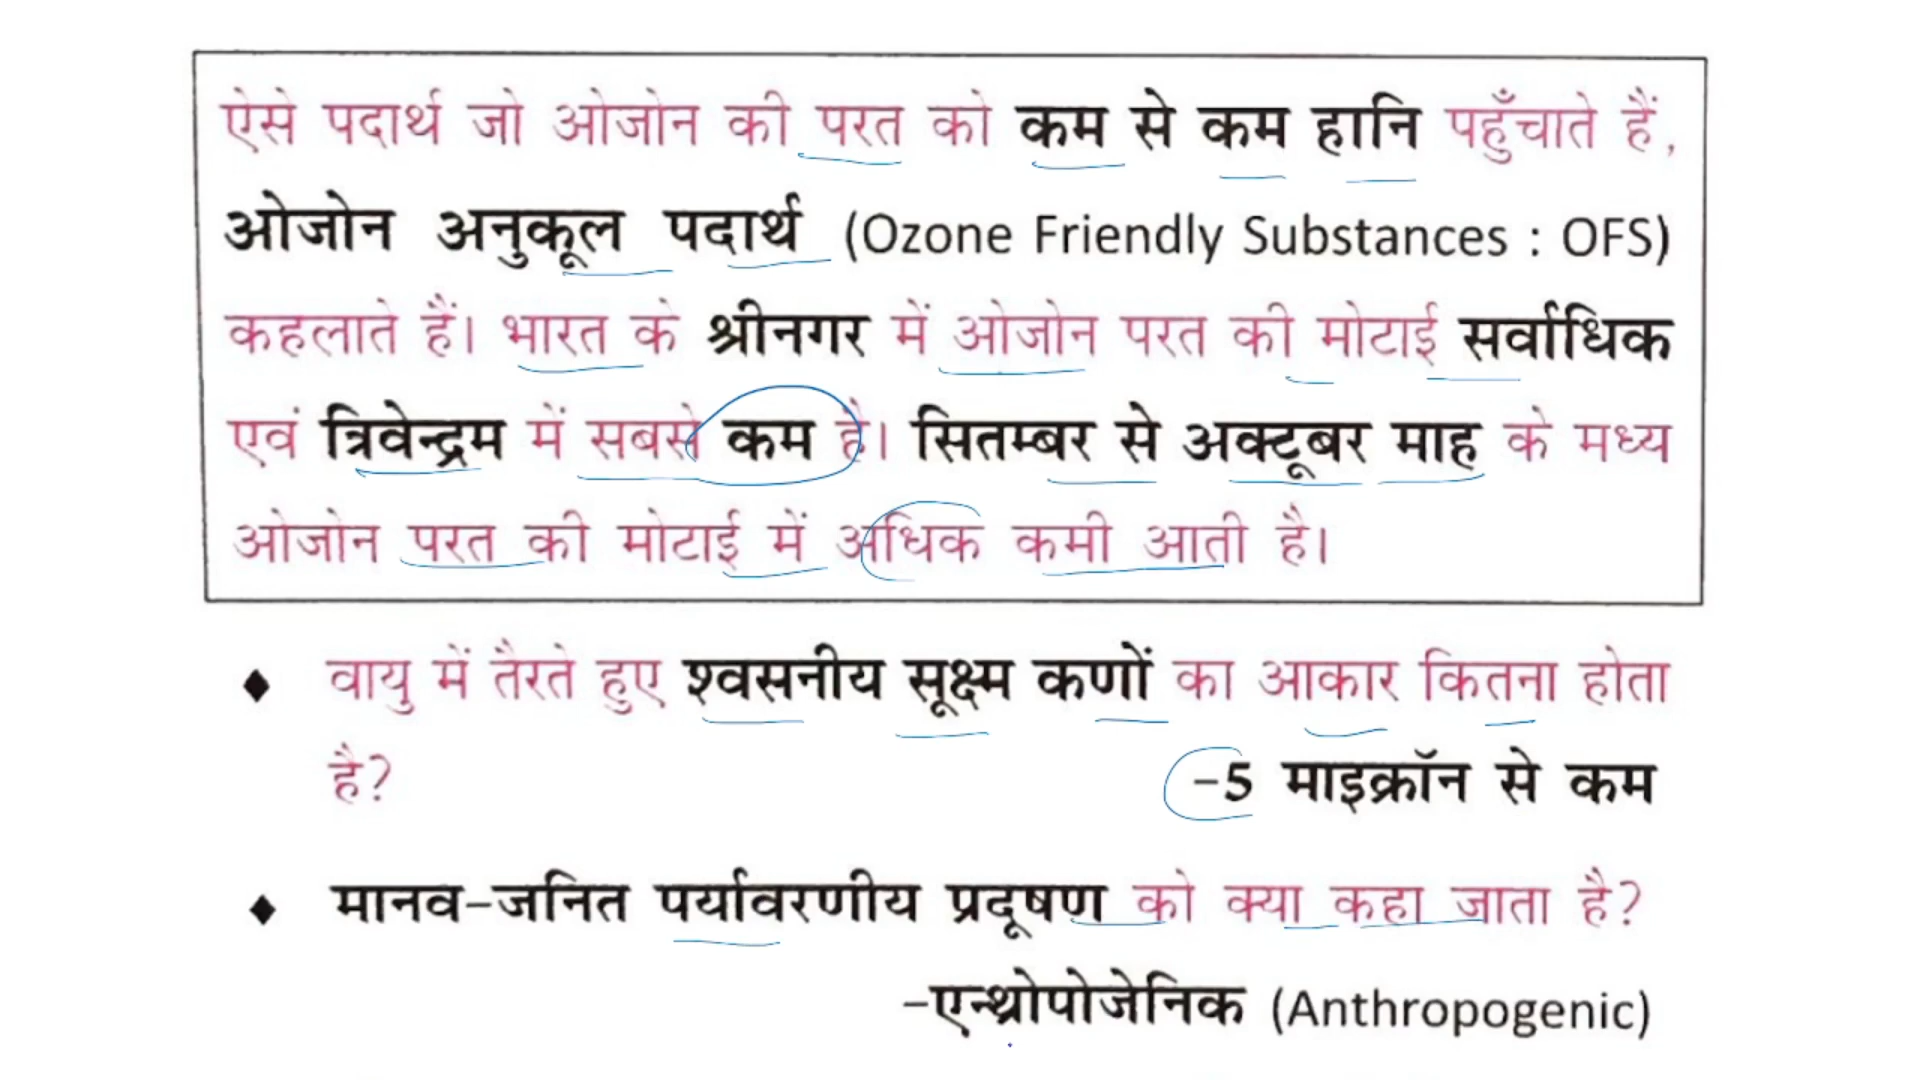 ऐसे पदार्थ जो ओजोन की परत को कम से कम हानि पहुँचाते हैं,
ओजोन अनुकूल पदार्थ (Ozone Friendly Substances : OFS)
कहलाते हैं। भारत के श्रीनगर में ओजोन परत की मोटाई सर्वाधिक
एवं त्रिवेन्द्रम में सबसे कम है। सितम्बर से अक्टूबर माह के मध्य
ओजोन परत की मोटाई में अधिक कमी आती है।
♦ वायु में तैरते हुए श्वसनीय सूक्ष्म कणों का आकार कितना होता
है? –5 माइक्रॉन से कम
♦ मानव–जनित पर्यावरणीय प्रदूषण को क्या कहा जाता है?
–एन्थ्रोपोजेनिक (Anthropogenic)